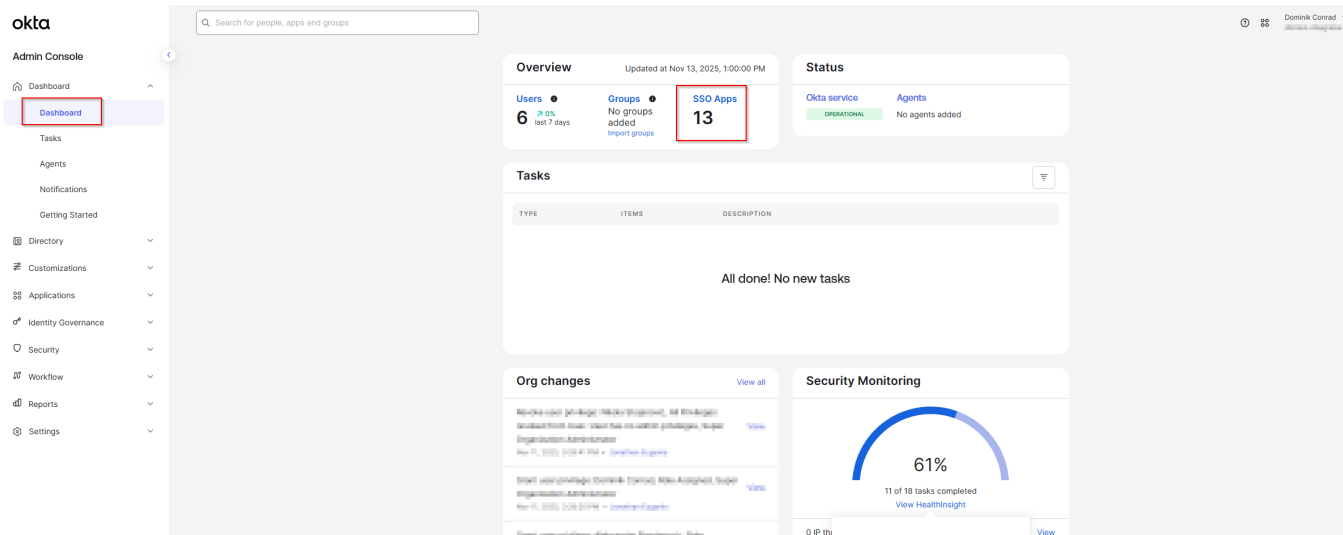 okta
Search for people, apps and groups
Dominik Conrad
Admin Console
Dashboard
Dashboard
Tasks
Agents
Notifications
Getting Started
Directory
Customizations
Applications
Identity Governance
Security
Workflow
Reports
Settings
Overview
Updated at Nov 13, 2025, 1:00:00 PM
Users
6
0%
last 7 days
Groups
No groups
added
Import groups
SSO Apps
13
Status
Okta service
OPERATIONAL
Agents
No agents added
Tasks
TYPE ITEMS DESCRIPTION
All done! No new tasks
Org changes
View all
View
View
Security Monitoring
61%
11 of 18 tasks completed
View HealthInsight
0 IP
View